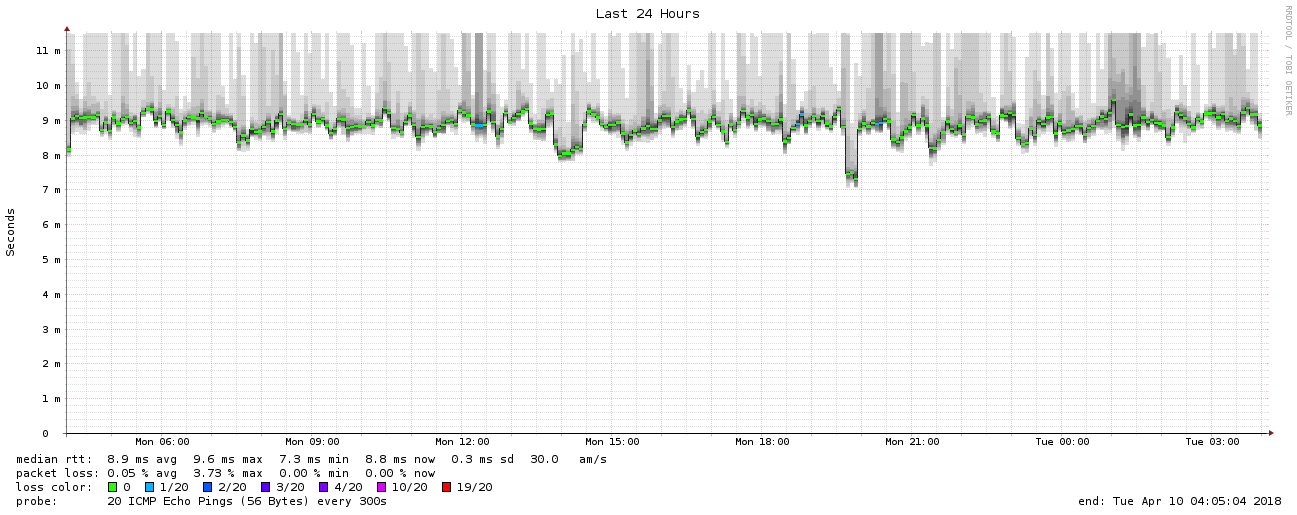 Last 24 Hours
RRDTOOL / TOBI OETIKER
Seconds
11 m
10 m
9 m
8 m
7 m
6 m
5 m
4 m
3 m
2 m
1 m
0
Mon 06:00 Mon 09:00 Mon 12:00 Mon 15:00 Mon 18:00 Mon 21:00 Tue 00:00 Tue 03:00
median rtt: 8.9 ms avg 9.6 ms max 7.3 ms min 8.8 ms now 0.3 ms sd 30.0 am/s
packet loss: 0.05 % avg 3.73 % max 0.00 % min 0.00 % now
loss color: 0 1/20 2/20 3/20 4/20 10/20 19/20
probe: 20 ICMP Echo Pings (56 Bytes) every 300s end: Tue Apr 10 04:05:04 2018